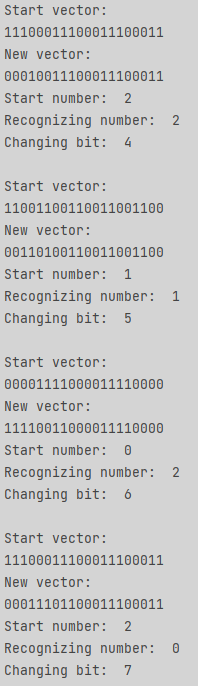 Start vector:
11100011100011100011
New vector:
00010011100011100011
Start number:  2
Recognizing number:  2
Changing bit:  4
Start vector:
11001100110011001100
New vector:
00110100110011001100
Start number:  1
Recognizing number:  1
Changing bit:  5
Start vector:
00001111000011110000
New vector:
11110011000011110000
Start number:  0
Recognizing number:  2
Changing bit:  6
Start vector:
11100011100011100011
New vector:
00011101100011100011
Start number:  2
Recognizing number:  0
Changing bit:  7